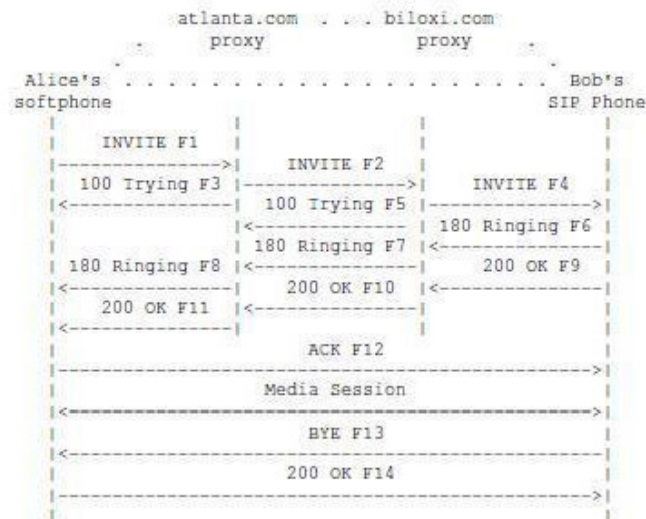 atlanta.com . . . biloxi.com
proxy proxy
Alice's . . . . . . . . . . . . . . . . . . . . Bob's
softphone SIP Phone
INVITE F1
INVITE F2
100 Trying F3 INVITE F4
100 Trying F5
180 Ringing F6
180 Ringing F7
180 Ringing F8 200 OK F9
200 OK F10
200 OK F11
ACK F12
Media Session
BYE F13
200 OK F14